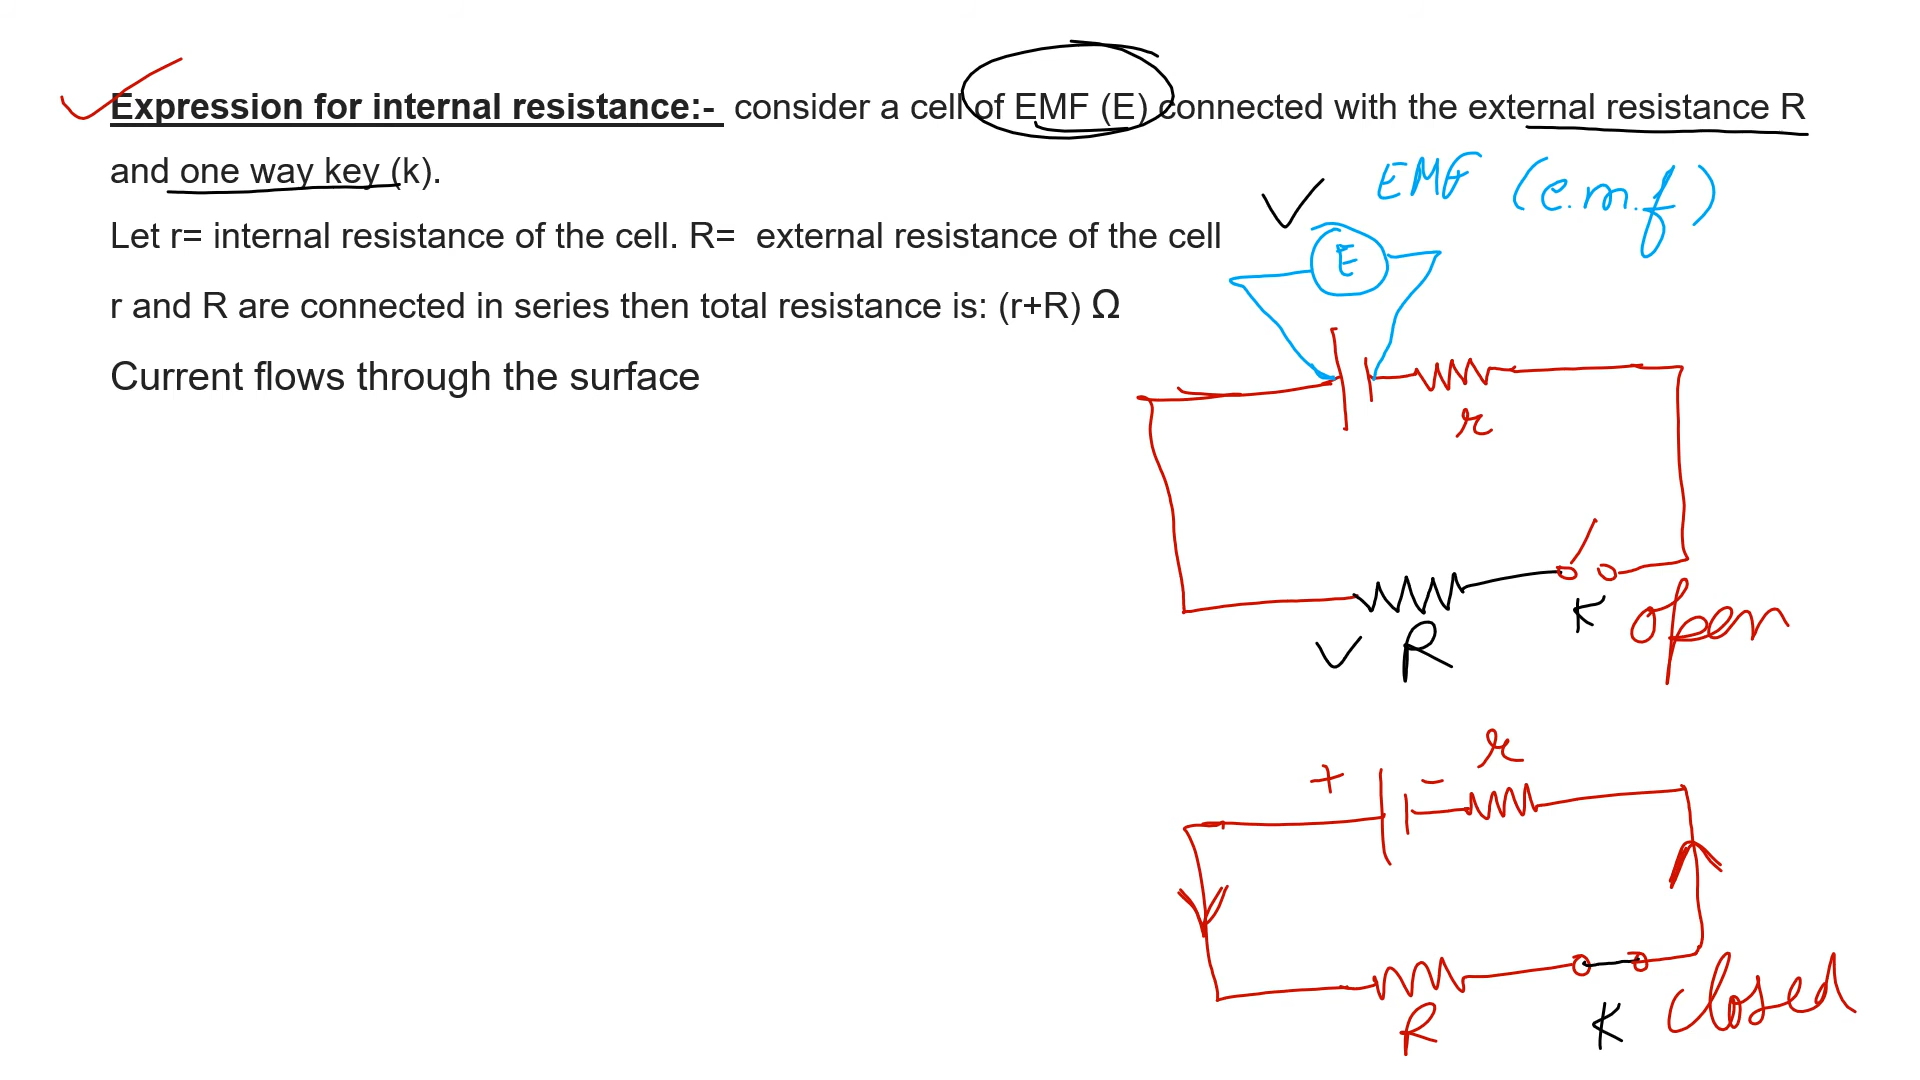 Expression for internal resistance:- consider a cell of EMF (E) connected with the external resistance R
and one way key (k).
EMF (e.m.f)
Let r= internal resistance of the cell. R= external resistance of the cell
E
r and R are connected in series then total resistance is: (r+R) Ω
Current flows through the surface
r
K open
R
r
+ -
K closed
R